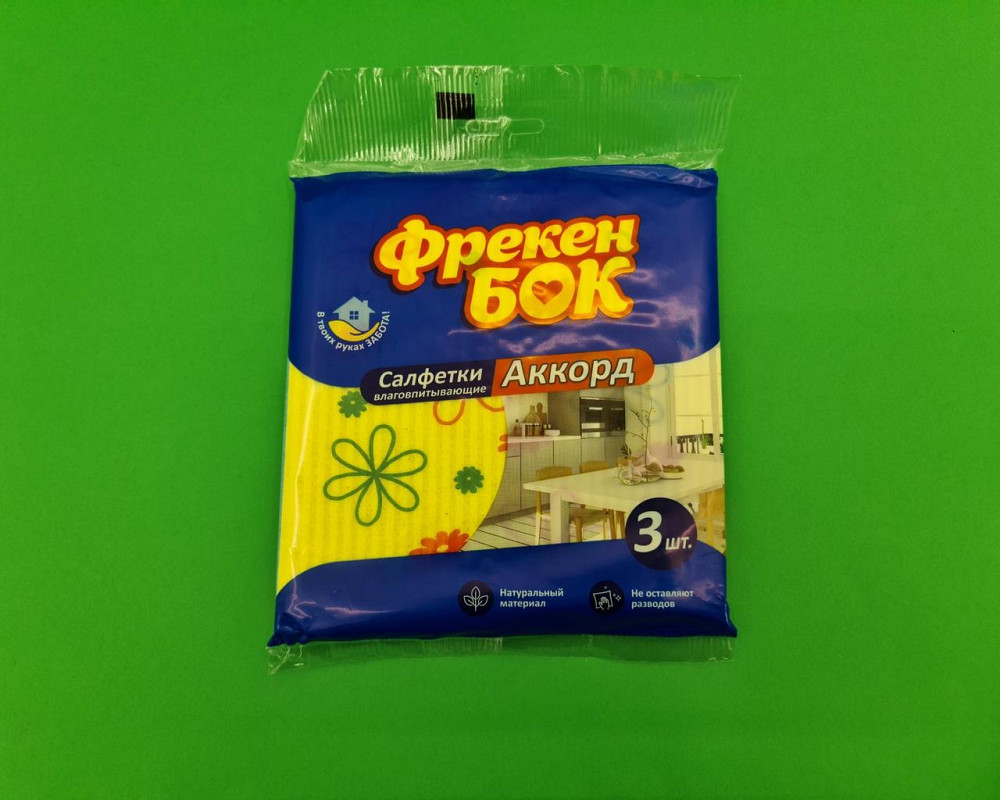 Фрекен
БОК
В твоих руках ЗАБОТА!
Салфетки
влаговпитывающие
Аккорд
3 шт.
Натуральный
материал
Не оставляют
разводов